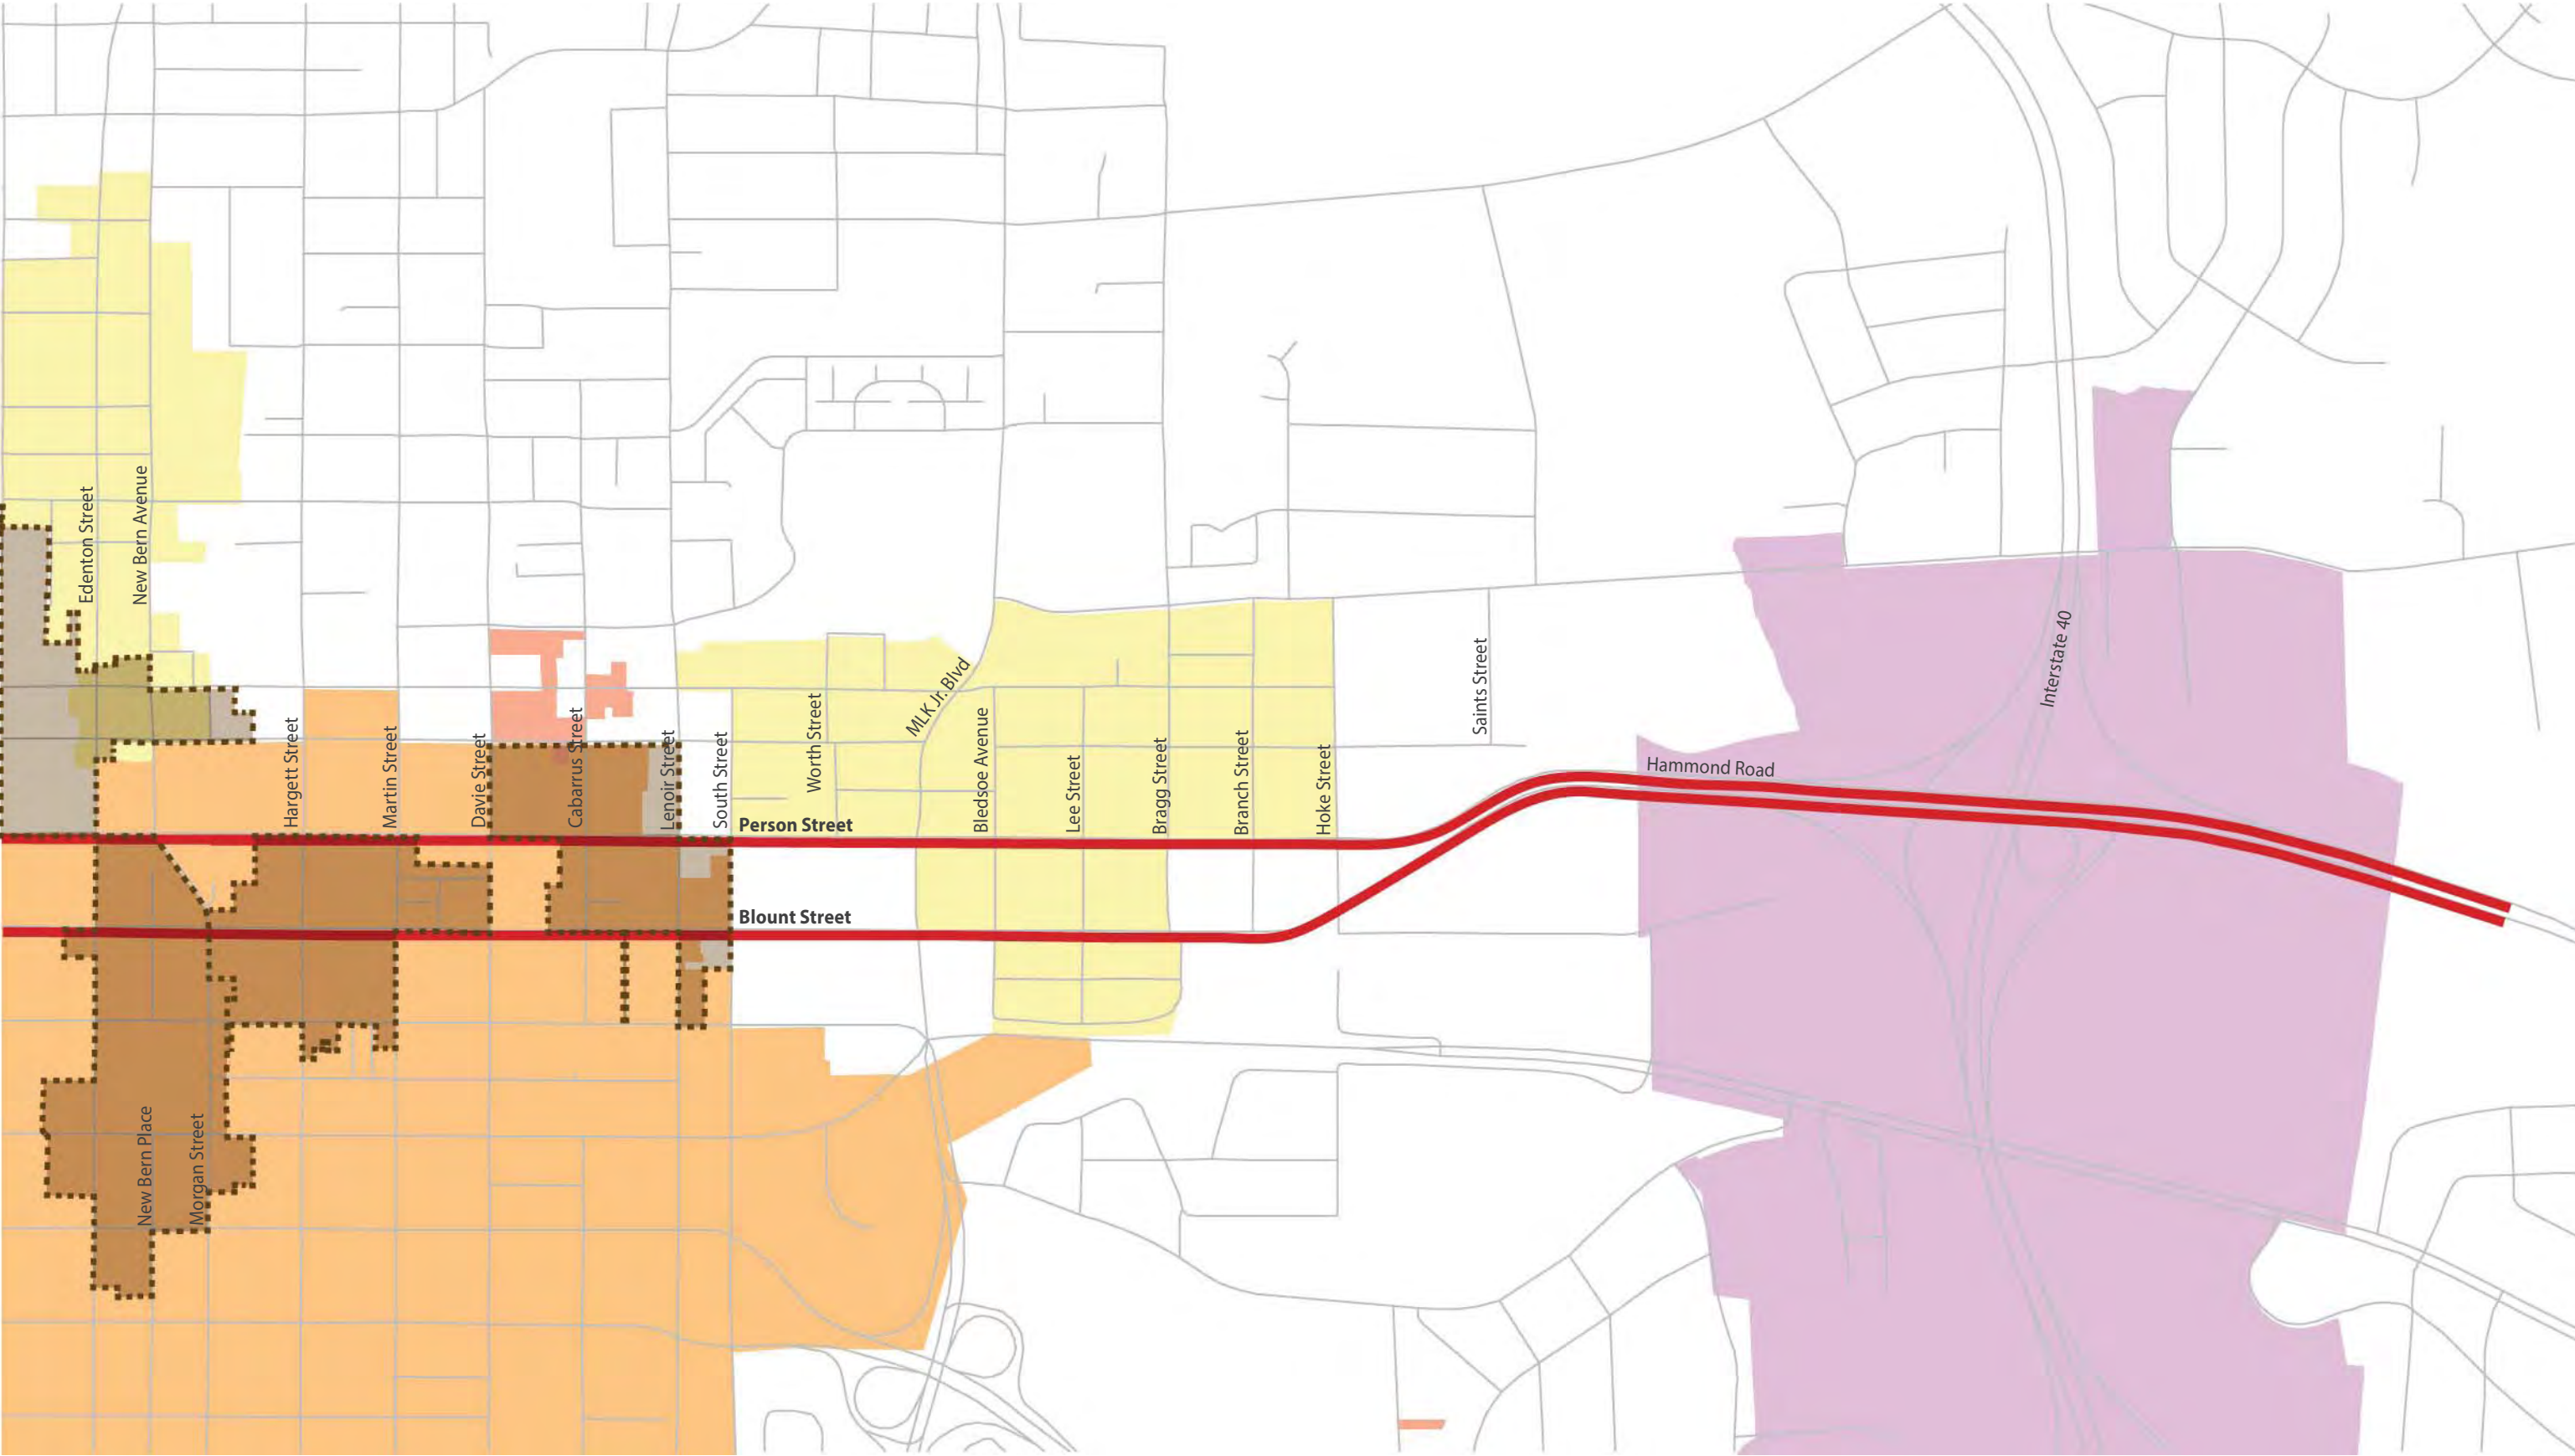 Edenton Street
New Bern Avenue
Hargett Street
Martin Street
Davie Street
Cabarrus Street
Lenoir Street
South Street
Worth Street
MLK Jr. Blvd
Bledsoe Avenue
Lee Street
Bragg Street
Branch Street
Hoke Street
Saints Street
Interstate 40
Hammond Road
Person Street
Blount Street
New Bern Place
Morgan Street